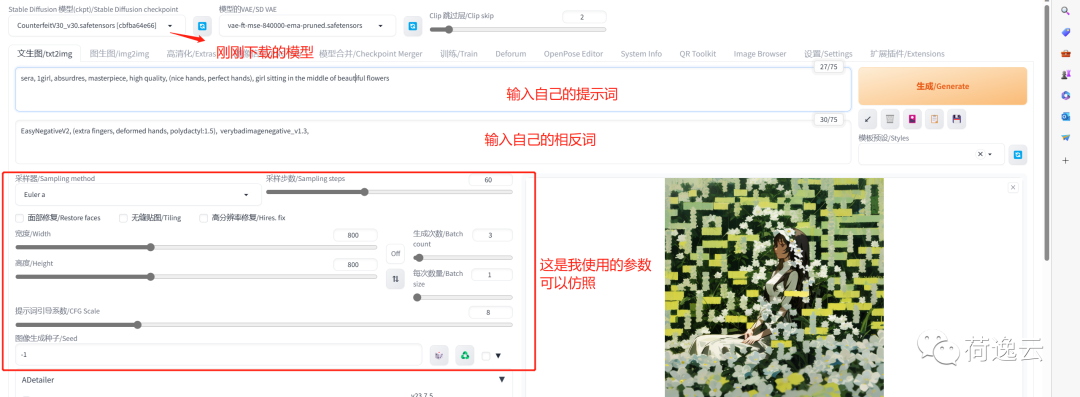 Stable Diffusion 模型(ckpt)/Stable Diffusion checkpoint
模型的VAE/SD VAE
Clip 跳过层/Clip skip
2
CounterfeitV30_v30.safetensors (cbfba64e66)
vae-ft-mse-840000-ema-pruned.safetensors
刚刚下载的模型
文生图/txt2img
图生图/img2img
高清化/Extras
模型合并/Checkpoint Merger
训练/Train
Deforum
OpenPose Editor
System Info
QR Toolkit
Image Browser
设置/Settings
扩展插件/Extensions
27/75
sera, 1girl, absurdres, masterpiece, high quality, (nice hands, perfect hands), girl sitting in the middle of beautiful flowers
输入自己的提示词
生成/Generate
30/75
EasyNegativeV2, (extra fingers, deformed hands, polydactyl:1.5), verybadimagenegative_v1.3,
输入自己的相反词
模板预设/Styles
采样器/Sampling method
采样步数/Sampling steps
60
Euler a
面部修复/Restore faces
无缝贴图/Tiling
高分辨率修复/Hires. fix
宽度/Width
800
生成次数/Batch count
3
Off
高度/Height
800
每次数量/Batch size
1
这是我使用的参数
可以仿照
提示词引导系数/CFG Scale
8
图像生成种子/Seed
-1
荷逸云
ADetailer
v23.7.5